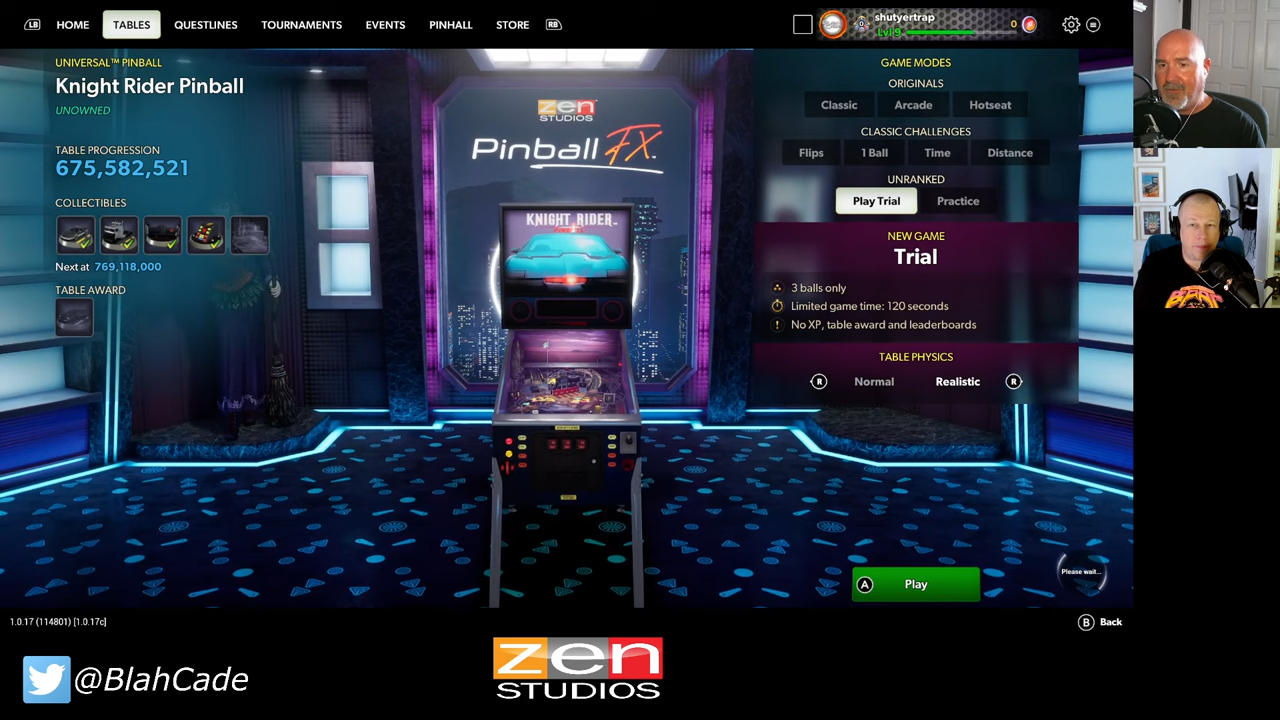 LB HOME TABLES QUESTLINES TOURNAMENTS EVENTS PINHALL STORE RB
shutyertrap
Lvl 9
0
UNIVERSAL™ PINBALL
Knight Rider Pinball
UNOWNED
TABLE PROGRESSION
675,582,521
COLLECTIBLES
Next at 769,118,000
TABLE AWARD
zen
STUDIOS
Pinball FX
KNIGHT RIDER
GAME MODES
ORIGINALS
Classic Arcade Hotseat
CLASSIC CHALLENGES
Flips 1 Ball Time Distance
UNRANKED
Play Trial Practice
NEW GAME
Trial
3 balls only
Limited game time: 120 seconds
No XP, table award and leaderboards
TABLE PHYSICS
R Normal Realistic R
A Play
Please wait...
1.0.17 (114801) [1.0.17c]
B Back
@BlahCade
zen
STUDIOS